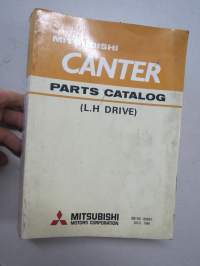 MITSUBISHI
CANTER
PARTS CATALOG
(L.H DRIVE)
MITSUBISHI
MOTORS CORPORATION